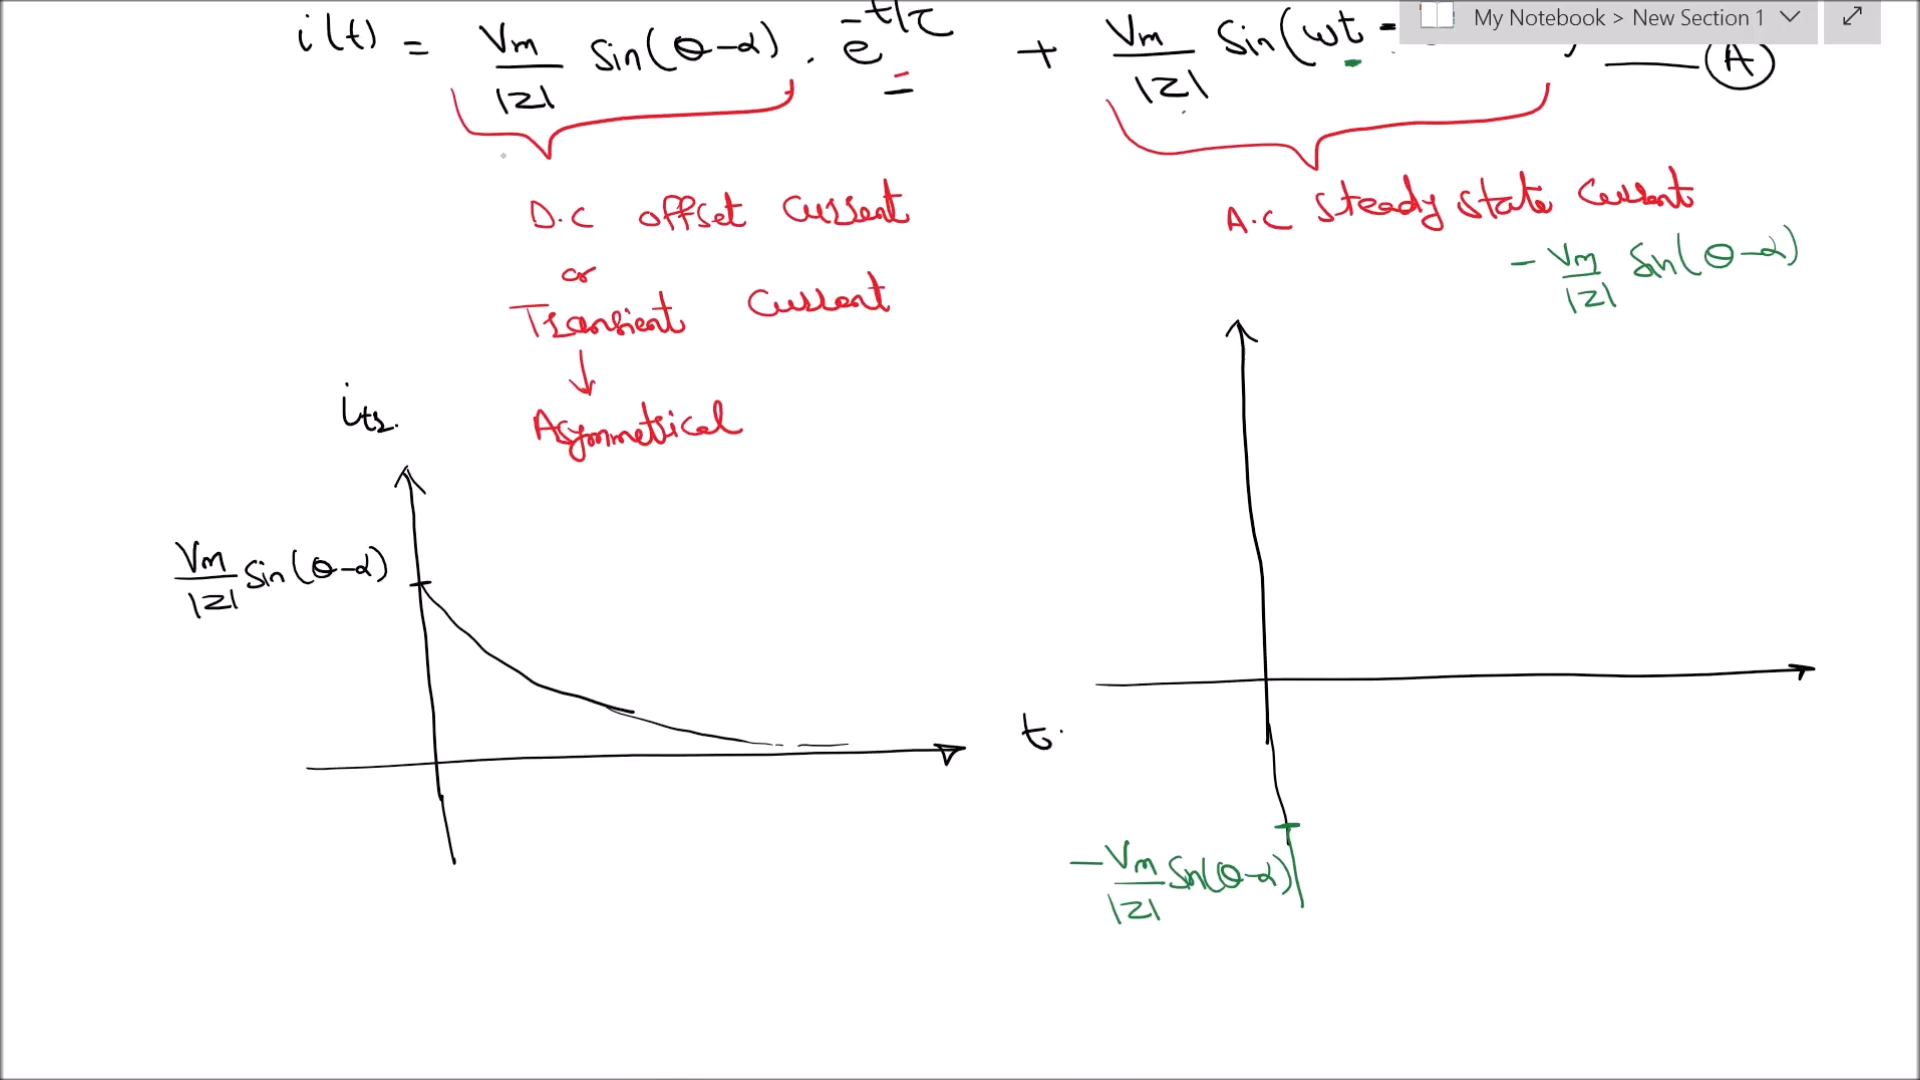 My Notebook > New Section 1
i(t) = Vm/|Z| Sin(θ-α) . e^-t/τ + Vm/|Z| Sin(ωt - (A)
D.C offset Current
or
Transient Current
↓
Asymmetrical
A.C Steady State Current
- Vm/|Z| Sin(θ-α)
itr.
Vm/|Z| Sin(θ-α)
t.
-Vm/|Z| Sin(θ-α)